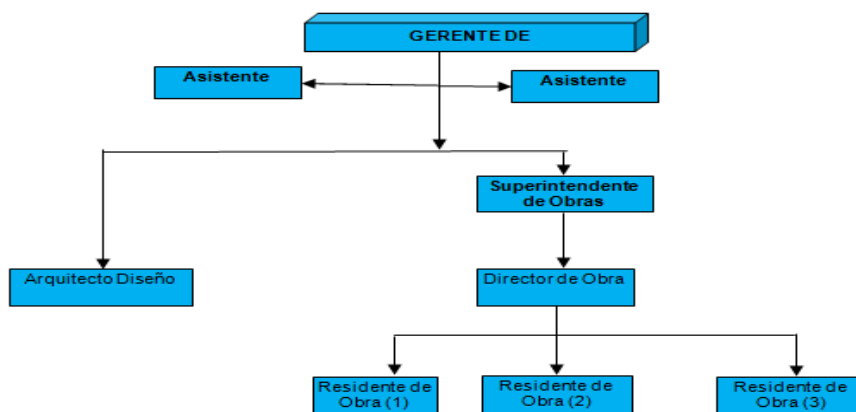 GERENTE DE
Asistente
Asistente
Superintendente
de Obras
Arquitecto Diseño
Director de Obra
Residente de
Obra (1)
Residente de
Obra (2)
Residente de
Obra (3)